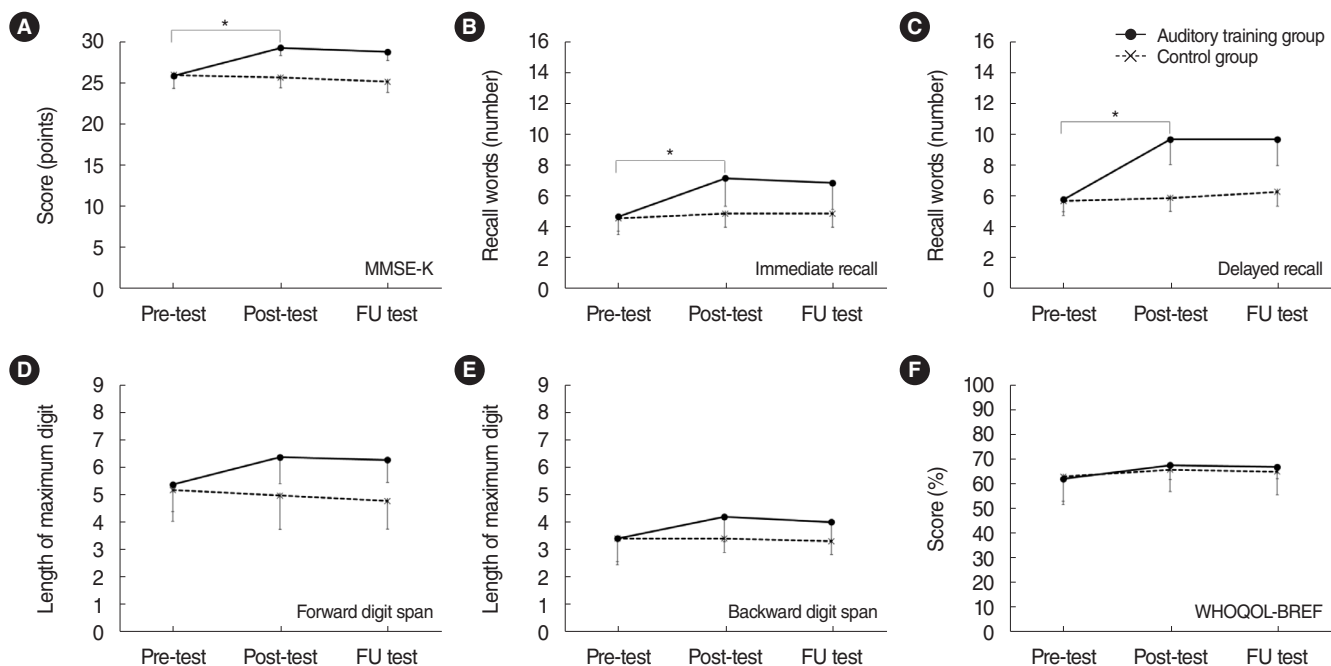 A
*
30
25
20
15
10
5
0
Score (points)
MMSE-K
Pre-test Post-test FU test
B
*
16
14
12
10
8
6
4
2
0
Recall words (number)
Immediate recall
Pre-test Post-test FU test
C
Auditory training group
Control group
*
16
14
12
10
8
6
4
2
0
Recall words (number)
Delayed recall
Pre-test Post-test FU test
D
9
8
7
6
5
4
3
2
1
0
Length of maximum digit
Forward digit span
Pre-test Post-test FU test
E
9
8
7
6
5
4
3
2
1
0
Length of maximum digit
Backward digit span
Pre-test Post-test FU test
F
100
90
80
70
60
50
40
30
20
10
0
Score (%)
WHOQOL-BREF
Pre-test Post-test FU test